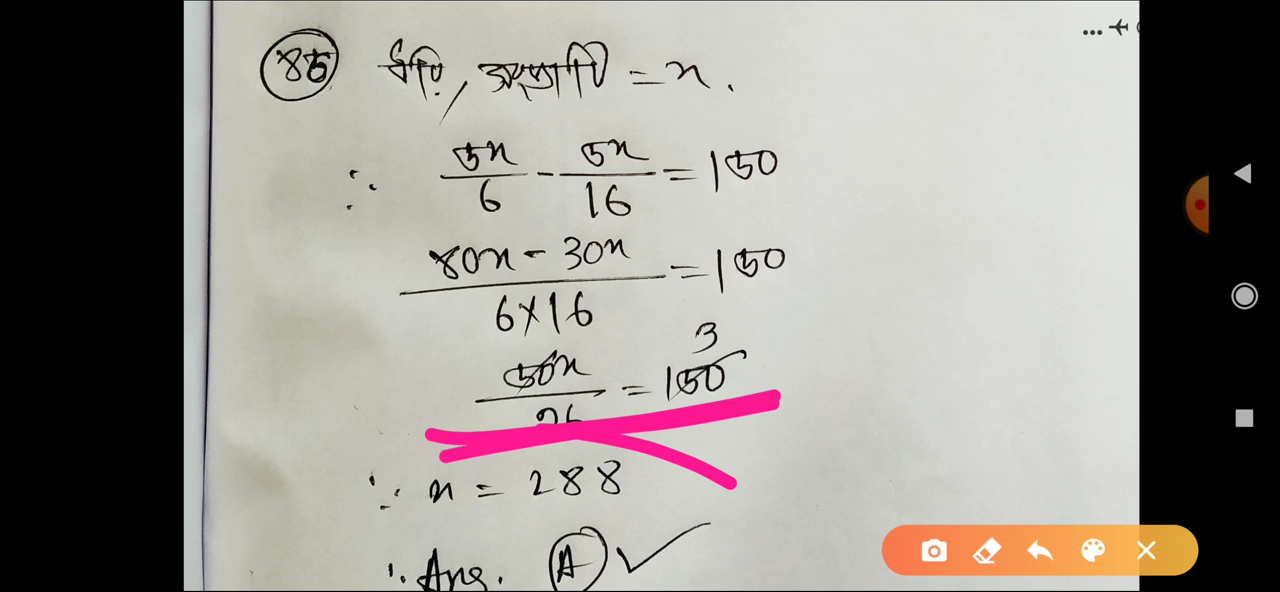 85 ধরি, সংখ্যাটি = x.
∴ 5x/6 - 5x/16 = 150
80x - 30x / 6×16 = 150
3
50x/96 = 150
∴ x = 288
∴ Ans. A ✓